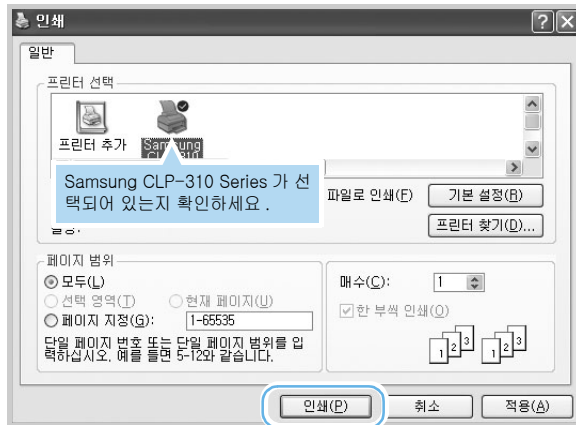 인쇄
일반
프린터 선택
프린터 추가
Samsung
Samsung CLP-310 Series 가 선
택되어 있는지 확인하세요 .
파일로 인쇄(F)
기본 설정(R)
프린터 찾기(D)...
페이지 범위
모두(L)
선택 영역(T) 현재 페이지(U)
페이지 지정(G): 1-65535
단일 페이지 번호 또는 단일 페이지 범위를 입
력하십시오. 예를 들면 5-12와 같습니다.
매수(C): 1
한 부씩 인쇄(O)
1 2 3 1 2 3
인쇄(P) 취소 적용(A)